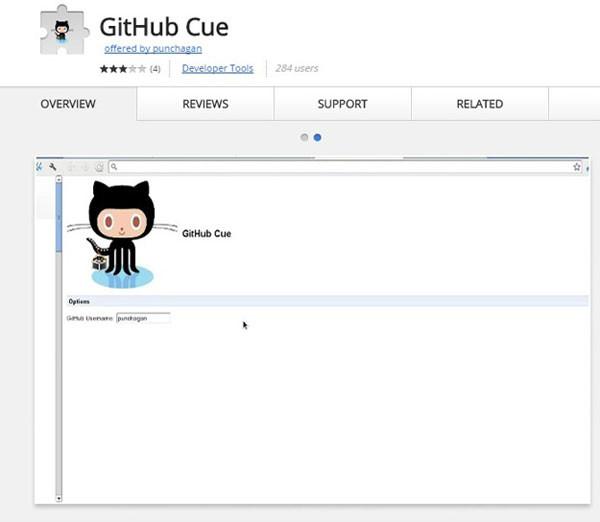 GitHub Cue
offered by punchagan
(4) Developer Tools 284 users
OVERVIEW REVIEWS SUPPORT RELATED
GitHub Cue
Options
GitHub Username: punchagan